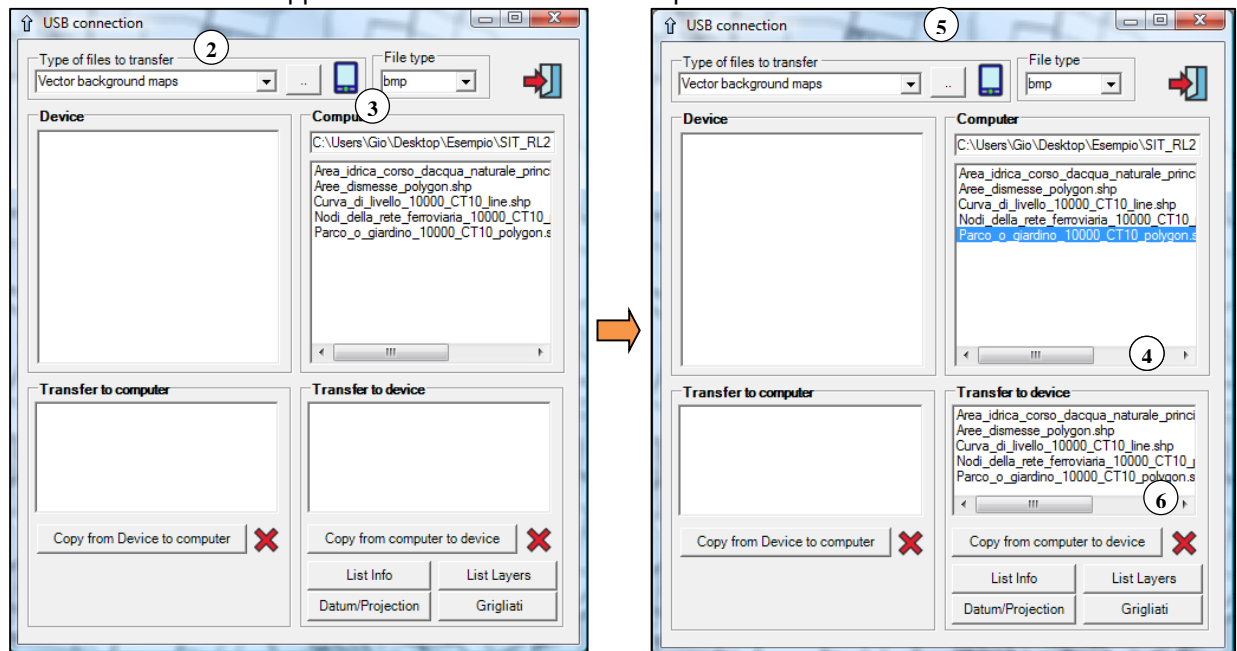 USB connection
2
Type of files to transfer
File type
Vector background maps
..
bmp
3
Device
Computer
C:\Users\Gio\Desktop\Esempio\SIT_RL2
Area_idrica_corso_dacqua_naturale_princ
Aree_dismesse_polygon.shp
Curva_di_livello_10000_CT10_line.shp
Nodi_della_rete_ferroviaria_10000_CT10_
Parco_o_giardino_10000_CT10_polygon.s
Transfer to computer
Transfer to device
Copy from Device to computer
Copy from computer to device
List Info
List Layers
Datum/Projection
Grigliati
USB connection
5
Type of files to transfer
File type
Vector background maps
..
bmp
Device
Computer
C:\Users\Gio\Desktop\Esempio\SIT_RL2
Area_idrica_corso_dacqua_naturale_princ
Aree_dismesse_polygon.shp
Curva_di_livello_10000_CT10_line.shp
Nodi_della_rete_ferroviaria_10000_CT10_
Parco_o_giardino_10000_CT10_polygon.s
4
Transfer to computer
Transfer to device
Area_idrica_corso_dacqua_naturale_princi
Aree_dismesse_polygon.shp
Curva_di_livello_10000_CT10_line.shp
Nodi_della_rete_ferroviaria_10000_CT10_p
Parco_o_giardino_10000_CT10_polygon.s
6
Copy from Device to computer
Copy from computer to device
List Info
List Layers
Datum/Projection
Grigliati